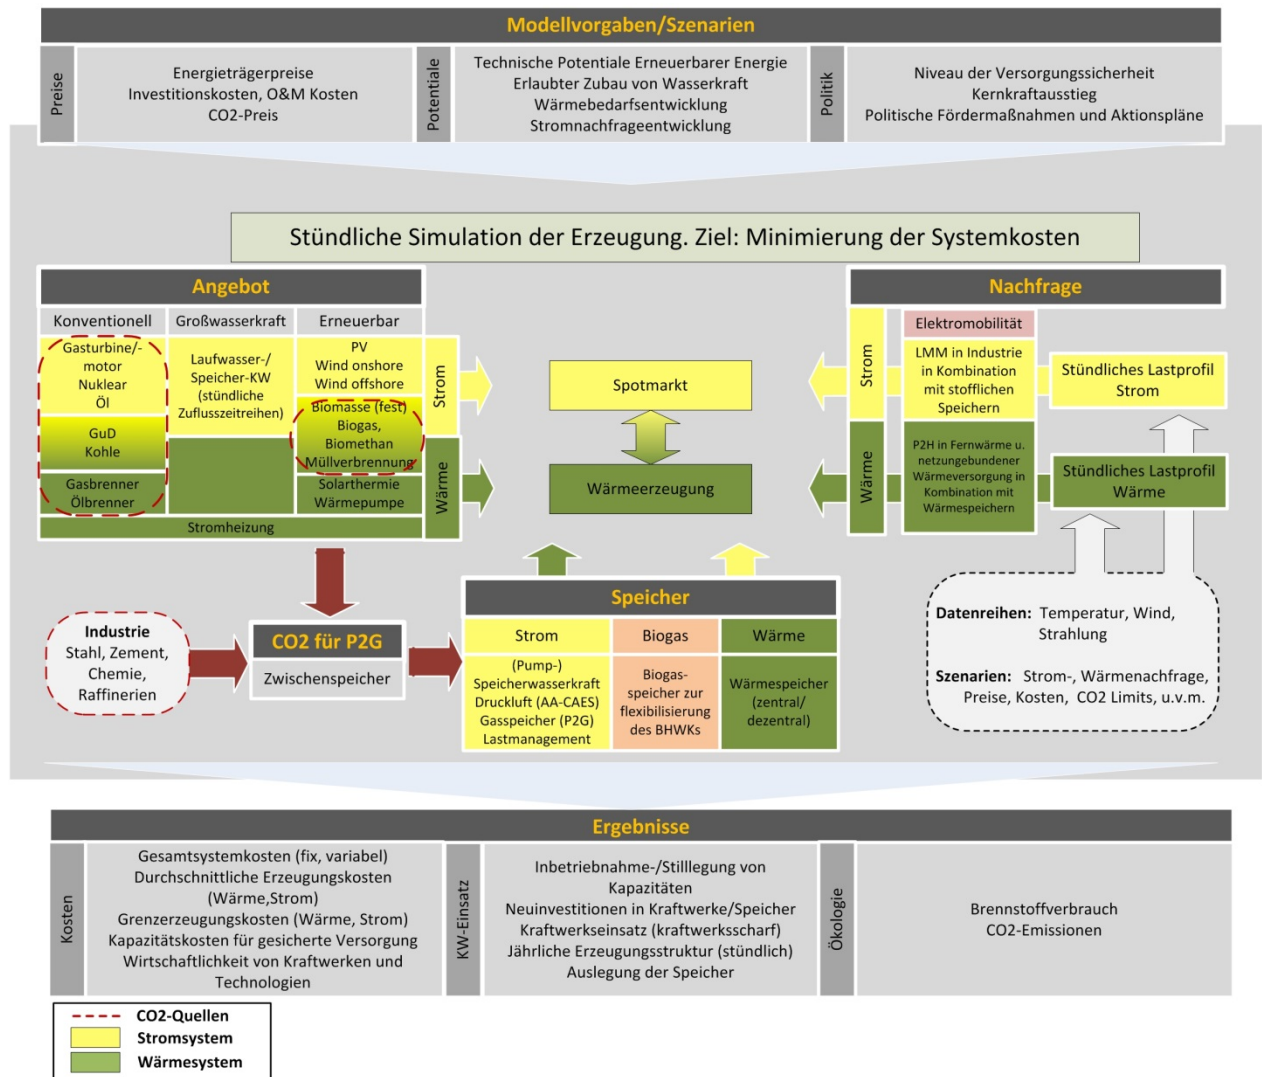 Modellvorgaben/Szenarien
Preise
Energieträgerpreise
Investitionskosten, O&M Kosten
CO2-Preis
Potentiale
Technische Potentiale Erneuerbarer Energie
Erlaubter Zubau von Wasserkraft
Wärmebedarfsentwicklung
Stromnachfrageentwicklung
Politik
Niveau der Versorgungssicherheit
Kernkraftausstieg
Politische Fördermaßnahmen und Aktionspläne
Stündliche Simulation der Erzeugung. Ziel: Minimierung der Systemkosten
Angebot
Konventionell
Großwasserkraft
Erneuerbar
Gasturbine/-
motor
Nuklear
Öl
GuD
Kohle
Gasbrenner
Ölbrenner
Laufwasser-/
Speicher-KW
(stündliche
Zuflusszeitreihen)
PV
Wind onshore
Wind offshore
Biomasse (fest)
Biogas,
Biomethan
Müllverbrennung
Solarthermie
Wärmepumpe
Stromheizung
Strom
Wärme
Spotmarkt
Wärmeerzeugung
Nachfrage
Strom
Wärme
Elektromobilität
LMM in Industrie
in Kombination
mit stofflichen
Speichern
P2H in Fernwärme u.
netzungebundener
Wärmeversorgung in
Kombination mit
Wärmespeichern
Stündliches Lastprofil
Strom
Stündliches Lastprofil
Wärme
Datenreihen: Temperatur, Wind,
Strahlung
Szenarien: Strom-, Wärmenachfrage,
Preise, Kosten, CO2 Limits, u.v.m.
Industrie
Stahl, Zement,
Chemie,
Raffinerien
CO2 für P2G
Zwischenspeicher
Speicher
Strom
Biogas
Wärme
(Pump-)
Speicherwasserkraft
Druckluft (AA-CAES)
Gasspeicher (P2G)
Lastmanagement
Biogas-
speicher zur
flexibilisierung
des BHWKs
Wärmespeicher
(zentral/
dezentral)
Ergebnisse
Kosten
Gesamtsystemkosten (fix, variabel)
Durchschnittliche Erzeugungskosten
(Wärme,Strom)
Grenzerzeugungskosten (Wärme, Strom)
Kapazitätskosten für gesicherte Versorgung
Wirtschaftlichkeit von Kraftwerken und
Technologien
KW-Einsatz
Inbetriebnahme-/Stilllegung von
Kapazitäten
Neuinvestitionen in Kraftwerke/Speicher
Kraftwerkseinsatz (kraftwerksscharf)
Jährliche Erzeugungsstruktur (stündlich)
Auslegung der Speicher
Ökologie
Brennstoffverbrauch
CO2-Emissionen
CO2-Quellen
Stromsystem
Wärmesystem